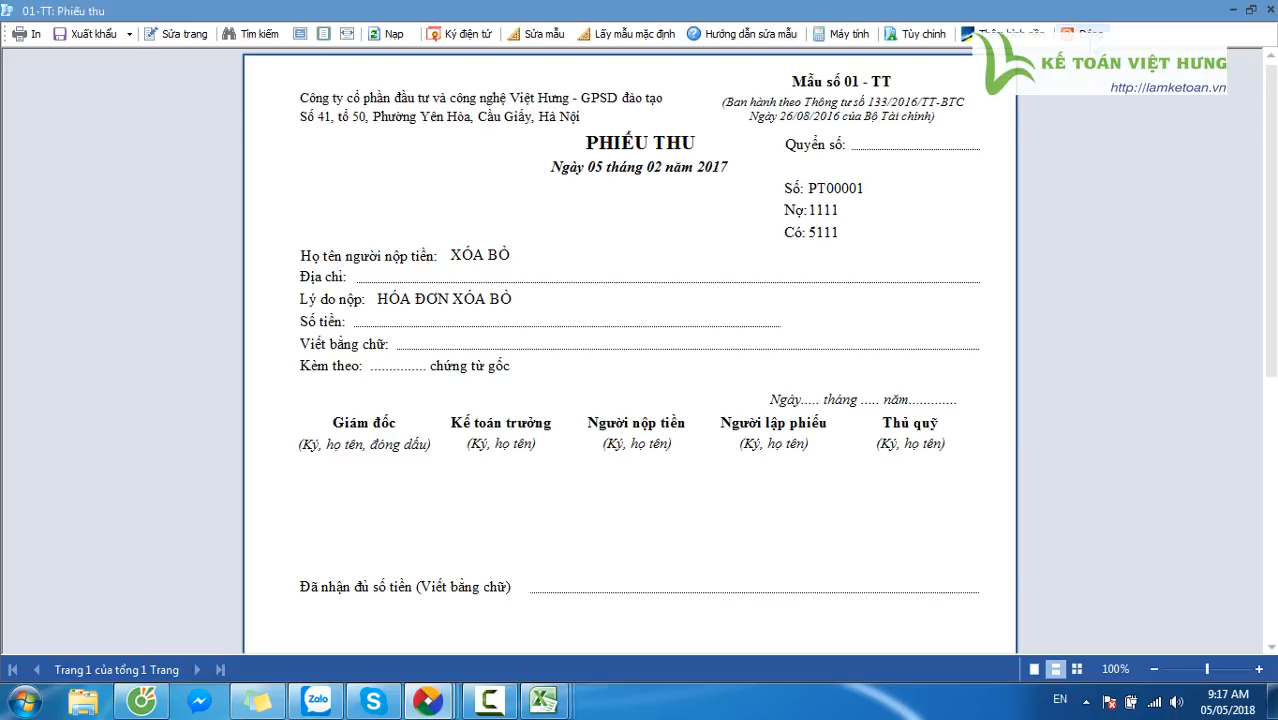 01-TT: Phiếu thu
In Xuất khẩu Sửa trang Tìm kiếm Nạp Ký điện tử Sửa mẫu Lấy mẫu mặc định Hướng dẫn sửa mẫu Máy tính Tùy chỉnh
KẾ TOÁN VIỆT HƯNG
http://lamketoan.vn
Mẫu số 01 - TT
Công ty cổ phần đầu tư và công nghệ Việt Hưng - GPSD đào tạo
(Ban hành theo Thông tư số 133/2016/TT-BTC
Số 41, tổ 50, Phường Yên Hòa, Cầu Giấy, Hà Nội
Ngày 26/08/2016 của Bộ Tài chính)
PHIẾU THU
Quyển số:
Ngày 05 tháng 02 năm 2017
Số: PT00001
Nợ: 1111
Có: 5111
Họ tên người nộp tiền: XÓA BỎ
Địa chỉ:
Lý do nộp: HÓA ĐƠN XÓA BỎ
Số tiền:
Viết bằng chữ:
Kèm theo: ............... chứng từ gốc
Ngày..... tháng ..... năm.............
Giám đốc Kế toán trưởng Người nộp tiền Người lập phiếu Thủ quỹ
(Ký, họ tên, đóng dấu) (Ký, họ tên) (Ký, họ tên) (Ký, họ tên) (Ký, họ tên)
Đã nhận đủ số tiền (Viết bằng chữ)
Trang 1 của tổng 1 Trang
100%
Zalo
EN
9:17 AM
05/05/2018